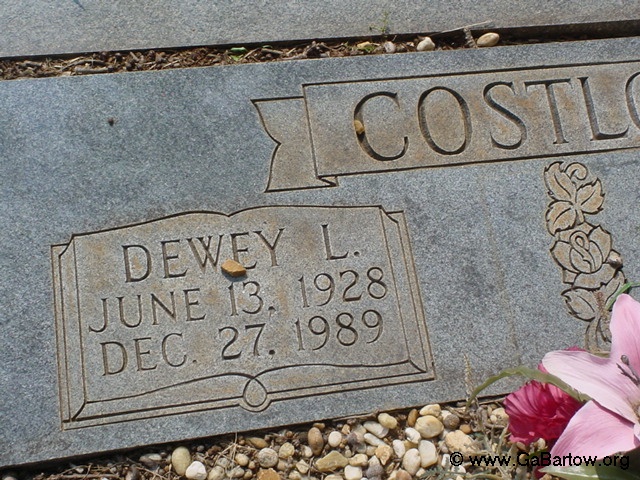 COSTLO
DEWEY L.
JUNE 13, 1928
DEC. 27, 1989
© www.GaBartow.org